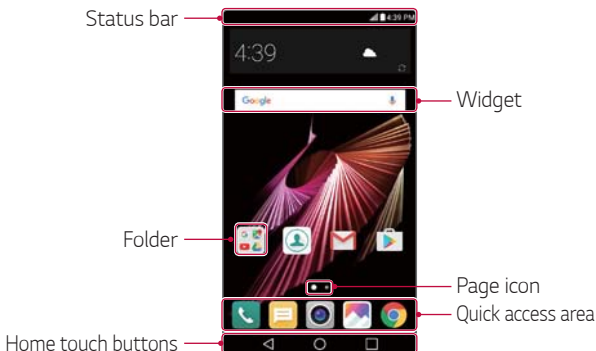 Status bar
4:39 PM
4:39
Google
Widget
Folder
Page icon
Quick access area
Home touch buttons